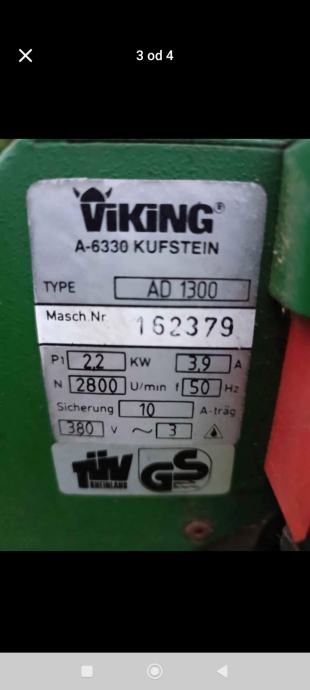 3 od 4
VIKING®
A-6330 KUFSTEIN
TYPE AD 1300
Masch.Nr 162379
P1 2,2 KW 3,9 A
N 2800 U/min f 50 Hz
Sicherung 10 A-träg
380 V ~ 3
TÜV GS
RHEINLAND